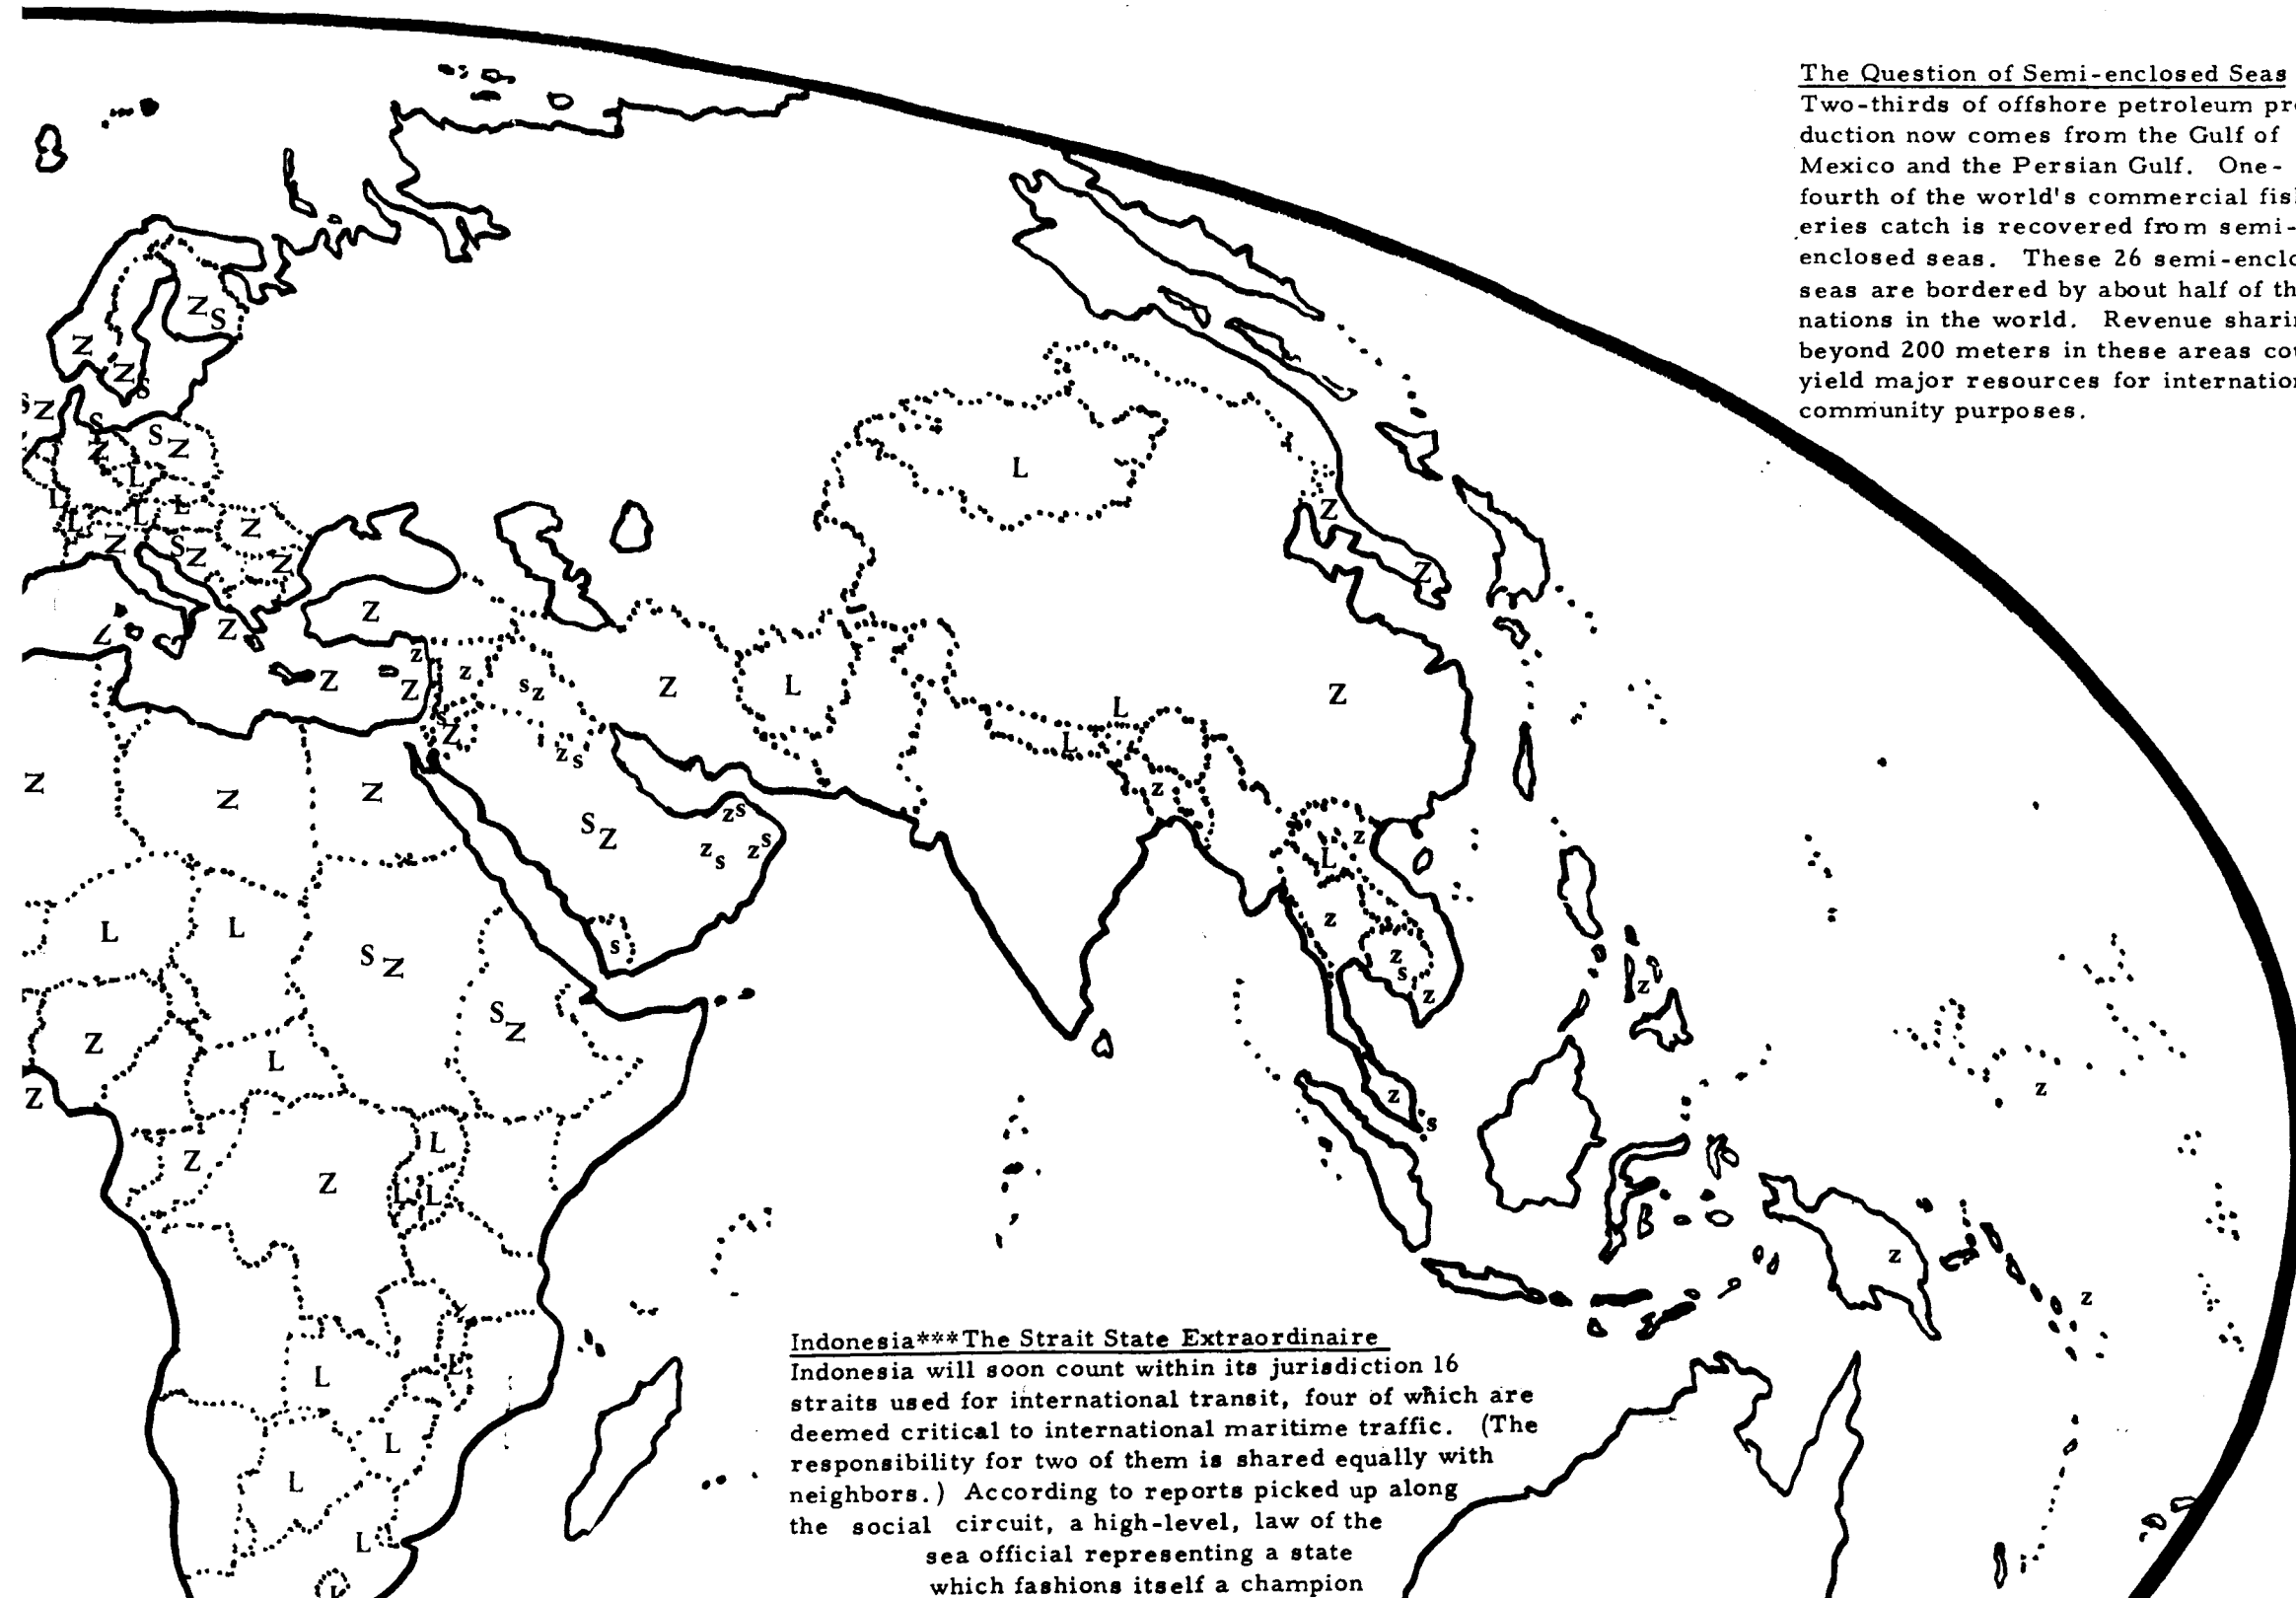 The Question of Semi-enclosed Seas
Two-thirds of offshore petroleum pr
duction now comes from the Gulf of
Mexico and the Persian Gulf. One-
fourth of the world's commercial fis
eries catch is recovered from semi-
enclosed seas. These 26 semi-enclo
seas are bordered by about half of th
nations in the world. Revenue shari
beyond 200 meters in these areas co
yield major resources for internation
community purposes.
Z S
Z
Z S
S Z
S Z
S Z
L
L
L
L
L
L
Z
Z
S Z
Z
Z
Z
Z
Z
Z
Z
Z
z
z
Z
S Z
s z
Z
L
z s
L
L
Z
Z
Z
Z
Z
S Z
z s
z s
z s
s
z
z
L
z
z s
z
z
L
L
S Z
S Z
Z
L
Z
z
z
s
L
Z
Z
L
L
z
z
L
L
L
L
L
L
Indonesia***The Strait State Extraordinaire
Indonesia will soon count within its jurisdiction 16
straits used for international transit, four of which are
deemed critical to international maritime traffic. (The
responsibility for two of them is shared equally with
neighbors.) According to reports picked up along
the social circuit, a high-level, law of the
sea official representing a state
which fashions itself a champion